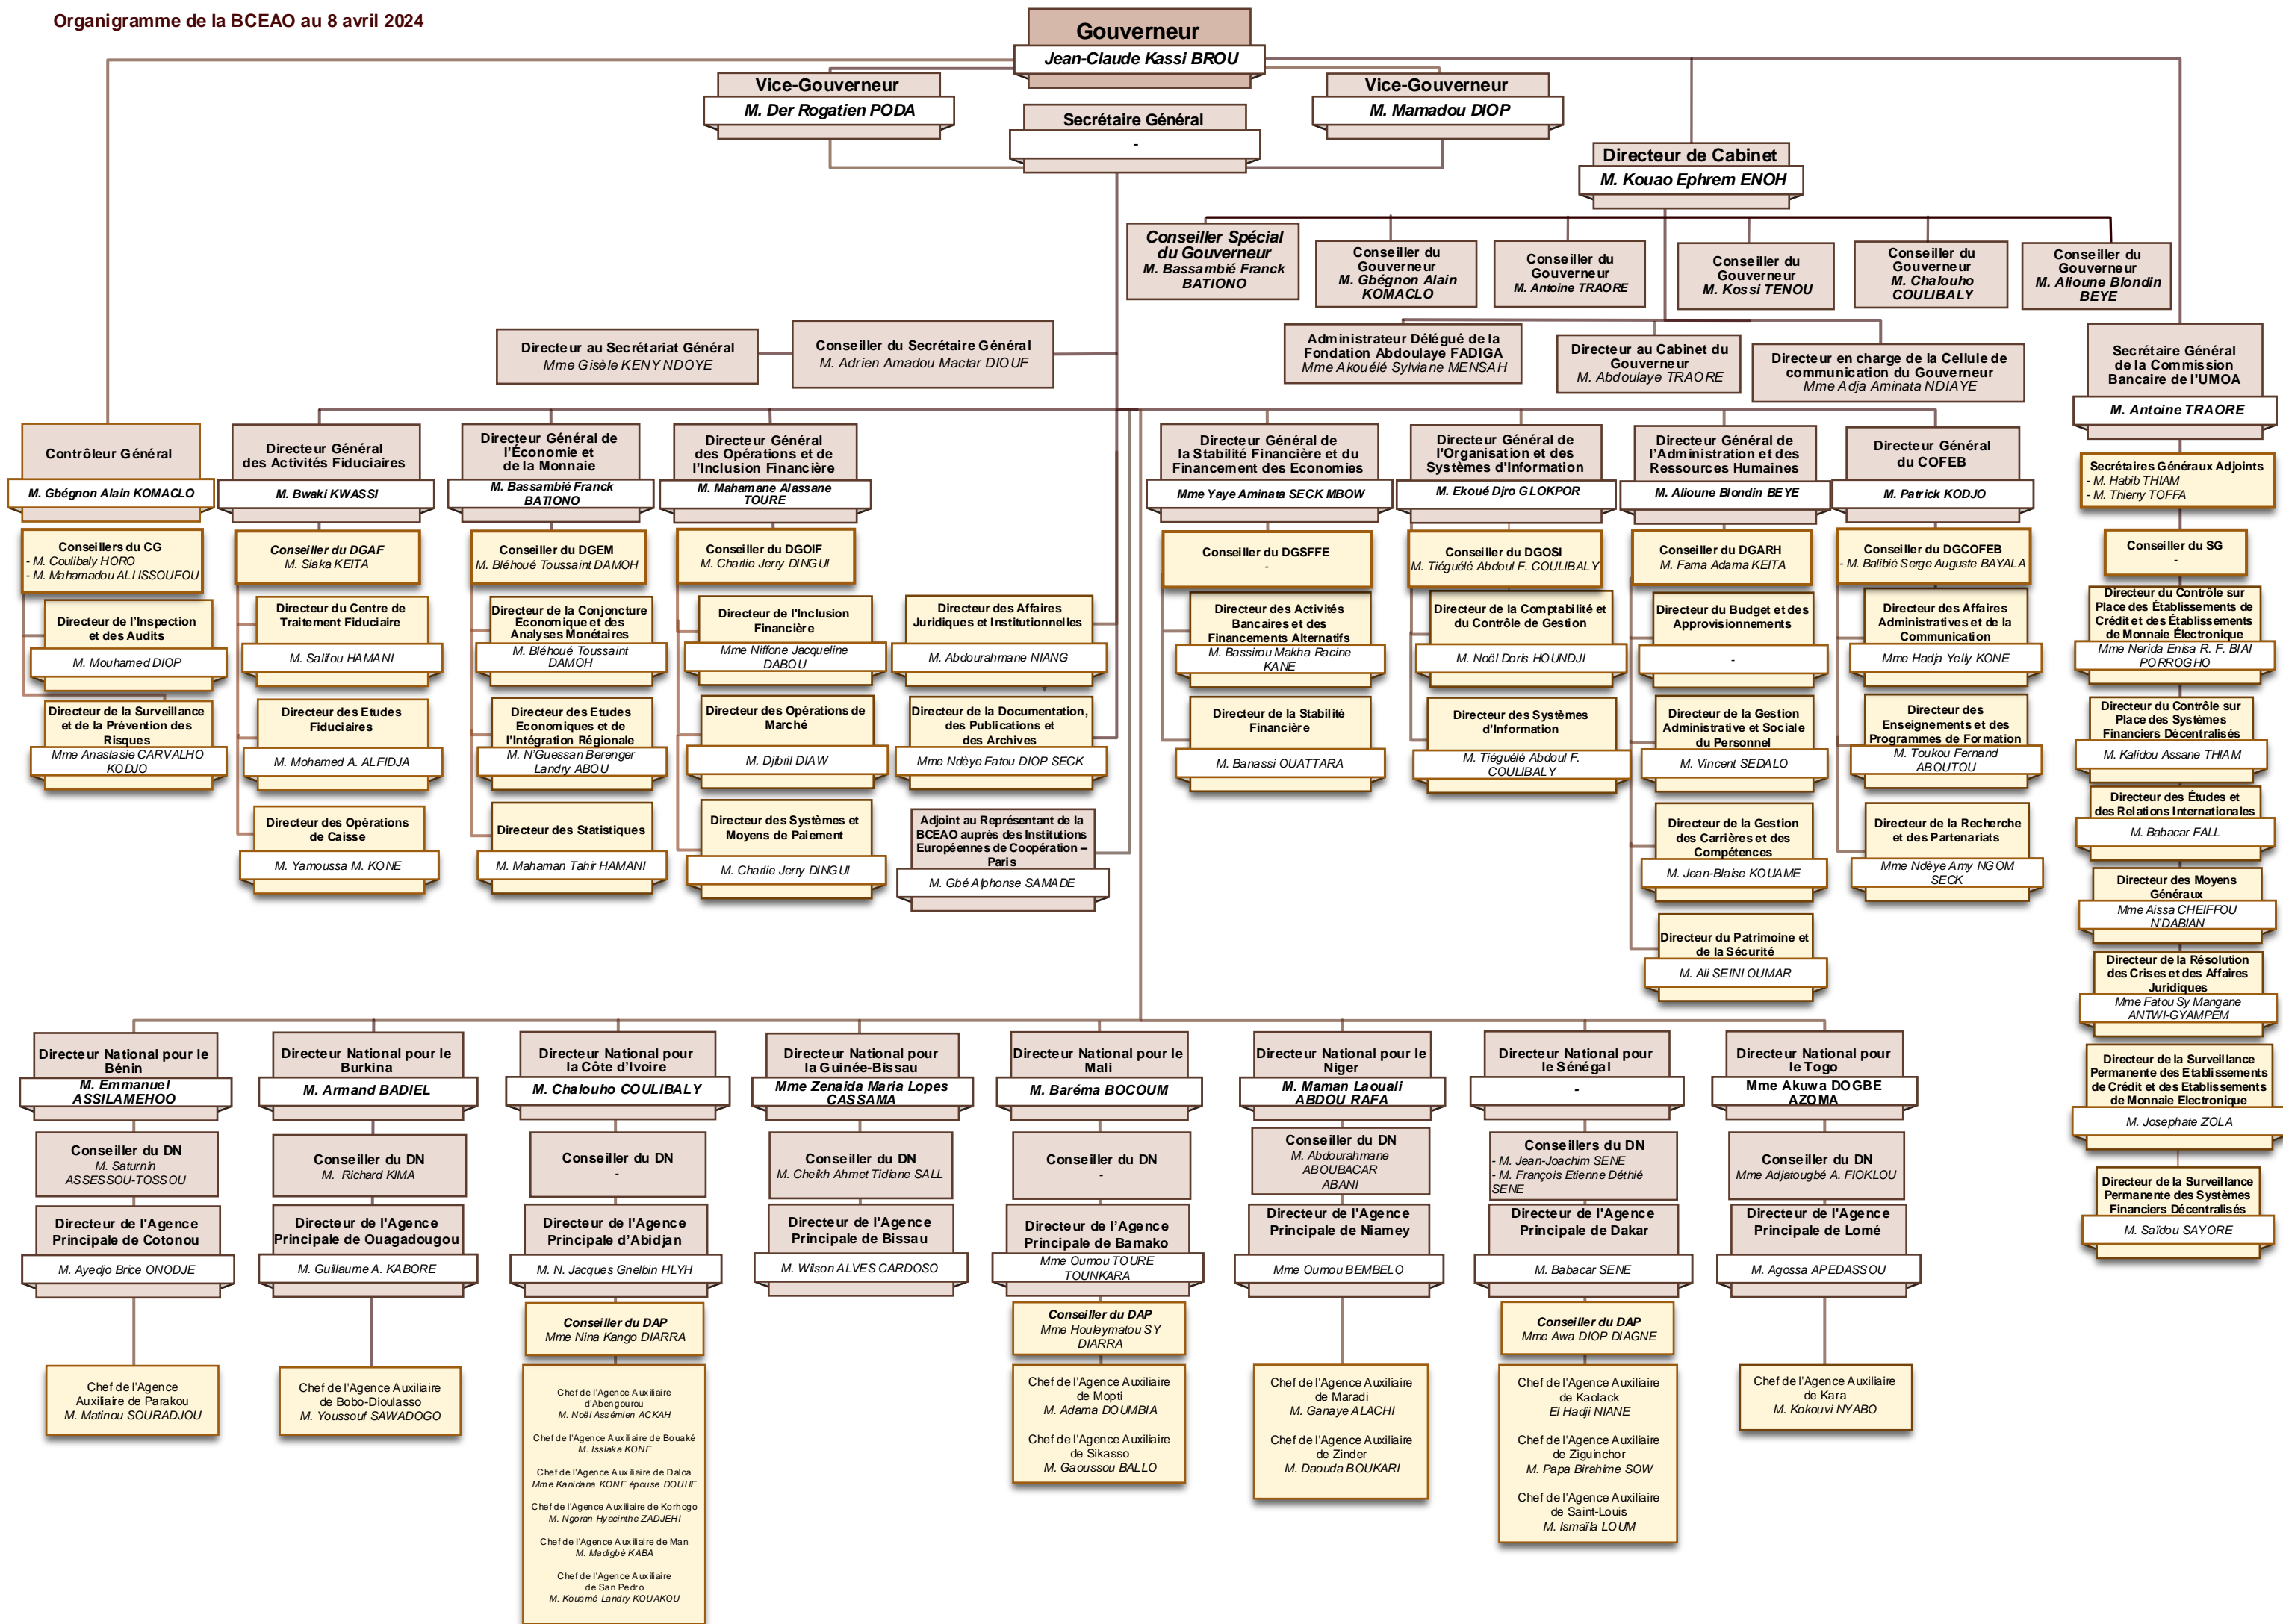 Organigramme de la BCEAO au 8 avril 2024
Gouverneur
Jean-Claude Kassi BROU
Vice-Gouverneur
M. Der Rogatien PODA
Vice-Gouverneur
M. Mamadou DIOP
Secrétaire Général
-
Directeur de Cabinet
M. Kouao Ephrem ENOH
Conseiller Spécial
du Gouverneur
M. Bassambié Franck
BATIONO
Conseiller du
Gouverneur
M. Gbégnon Alain
KOMACLO
Conseiller du
Gouverneur
M. Antoine TRAORE
Conseiller du
Gouverneur
M. Kossi TENOU
Conseiller du
Gouverneur
M. Chalouho
COULIBALY
Conseiller du
Gouverneur
M. Alioune Blondin
BEYE
Directeur au Secrétariat Général
Mme Gisèle KENY NDOYE
Conseiller du Secrétaire Général
M. Adrien Amadou Mactar DIOUF
Administrateur Délégué de la
Fondation Abdoulaye FADIGA
Mme Akouélé Sylviane MENSAH
Directeur au Cabinet du
Gouverneur
M. Abdoulaye TRAORE
Directeur en charge de la Cellule de
communication du Gouverneur
Mme Adja Aminata NDIAYE
Secrétaire Général
de la Commission
Bancaire de l'UMOA
M. Antoine TRAORE
Contrôleur Général
M. Gbégnon Alain KOMACLO
Directeur Général
des Activités Fiduciaires
M. Bwaki KWASSI
Directeur Général de
l'Économie et
de la Monnaie
M. Bassambié Franck
BATIONO
Directeur Général
des Opérations et de
l'Inclusion Financière
M. Mahamane Alassane
TOURE
Directeur Général de
la Stabilité Financière et du
Financement des Economies
Mme Yaye Aminata SECK MBOW
Directeur Général de
l'Organisation et des
Systèmes d'Information
M. Ekoué Djro GLOKPOR
Directeur Général de
l'Administration et des
Ressources Humaines
M. Alioune Blondin BEYE
Directeur Général
du COFEB
M. Patrick KODJO
Secrétaires Généraux Adjoints
- M. Habib THIAM
- M. Thierry TOFFA
Conseillers du CG
- M. Coulibaly HORO
- M. Mahamadou ALI ISSOUFOU
Conseiller du DGAF
M. Siaka KEITA
Conseiller du DGEM
M. Bléhoué Toussaint DAMOH
Conseiller du DGOIF
M. Charlie Jerry DINGUI
Conseiller du DGSFFE
-
Conseiller du DGOSI
M. Tiéguélé Abdoul F. COULIBALY
Conseiller du DGARH
M. Fama Adama KEITA
Conseiller du DGCOFEB
- M. Balibié Serge Auguste BAYALA
Conseiller du SG
-
Directeur de l'Inspection
et des Audits
M. Mouhamed DIOP
Directeur du Centre de
Traitement Fiduciaire
M. Salifou HAMANI
Directeur de la Conjoncture
Economique et des
Analyses Monétaires
M. Bléhoué Toussaint
DAMOH
Directeur de l'Inclusion
Financière
Mme Niffone Jacqueline
DABOU
Directeur des Affaires
Juridiques et Institutionnelles
M. Abdourahmane NIANG
Directeur des Activités
Bancaires et des
Financements Alternatifs
M. Bassirou Makha Racine
KANE
Directeur de la Comptabilité et
du Contrôle de Gestion
M. Noël Doris HOUNDJI
Directeur du Budget et des
Approvisionnements
-
Directeur des Affaires
Administratives et de la
Communication
Mme Hadja Yelly KONE
Directeur du Contrôle sur
Place des Établissements de
Crédit et des Établissements
de Monnaie Électronique
Mme Nerida Enisa R. F. BIAI
PORROGHO
Directeur de la Surveillance
et de la Prévention des
Risques
Mme Anastasie CARVALHO
KODJO
Directeur des Etudes
Fiduciaires
M. Mohamed A. ALFIDJA
Directeur des Etudes
Economiques et de
l'Intégration Régionale
M. N'Guessan Berenger
Landry ABOU
Directeur des Opérations de
Marché
M. Djibril DIAW
Directeur de la Documentation,
des Publications et
des Archives
Mme Ndèye Fatou DIOP SECK
Directeur de la Stabilité
Financière
M. Banassi OUATTARA
Directeur des Systèmes
d'Information
M. Tiéguélé Abdoul F.
COULIBALY
Directeur de la Gestion
Administrative et Sociale
du Personnel
M. Vincent SEDALO
Directeur des
Enseignements et des
Programmes de Formation
M. Toukou Fernand
ABOUTOU
Directeur du Contrôle sur
Place des Systèmes
Financiers Décentralisés
M. Kalidou Assane THIAM
Directeur des Opérations
de Caisse
M. Yamoussa M. KONE
Directeur des Statistiques
M. Mahaman Tahir HAMANI
Directeur des Systèmes et
Moyens de Paiement
M. Charlie Jerry DINGUI
Adjoint au Représentant de la
BCEAO auprès des Institutions
Européennes de Coopération –
Paris
M. Gbé Alphonse SAMADE
Directeur de la Gestion
des Carrières et des
Compétences
M. Jean-Blaise KOUAME
Directeur de la Recherche
et des Partenariats
Mme Ndèye Amy NGOM
SECK
Directeur des Études et
des Relations Internationales
M. Babacar FALL
Directeur des Moyens
Généraux
Mme Aissa CHEIFFOU
N'DABIAN
Directeur du Patrimoine et
de la Sécurité
M. Ali SEINI OUMAR
Directeur de la Résolution
des Crises et des Affaires
Juridiques
Mme Fatou Sy Mangane
ANTWI-GYAMPEM
Directeur de la Surveillance
Permanente des Etablissements
de Crédit et des Etablissements
de Monnaie Electronique
M. Josephate ZOLA
Directeur de la Surveillance
Permanente des Systèmes
Financiers Décentralisés
M. Saïdou SAYORE
Directeur National pour le
Bénin
M. Emmanuel
ASSILAMEHOO
Directeur National pour le
Burkina
M. Armand BADIEL
Directeur National pour
la Côte d'Ivoire
M. Chalouho COULIBALY
Directeur National pour
la Guinée-Bissau
Mme Zenaida Maria Lopes
CASSAMA
Directeur National pour le
Mali
M. Baréma BOCOUM
Directeur National pour le
Niger
M. Maman Laouali
ABDOU RAFA
Directeur National pour
le Sénégal
-
Directeur National pour
le Togo
Mme Akuwa DOGBE
AZOMA
Conseiller du DN
M. Saturnin
ASSESSOU-TOSSOU
Conseiller du DN
M. Richard KIMA
Conseiller du DN
-
Conseiller du DN
M. Cheikh Ahmet Tidiane SALL
Conseiller du DN
-
Conseiller du DN
M. Abdourahmane
ABOUBACAR
ABANI
Conseillers du DN
- M. Jean-Joachim SENE
- M. François Etienne Déthié
SENE
Conseiller du DN
Mme Adjatougbé A. FIOKLOU
Directeur de l'Agence
Principale de Cotonou
M. Ayedjo Brice ONODJE
Directeur de l'Agence
Principale de Ouagadougou
M. Guillaume A. KABORE
Directeur de l'Agence
Principale d'Abidjan
M. N. Jacques Gnelbin HLYH
Directeur de l'Agence
Principale de Bissau
M. Wilson ALVES CARDOSO
Directeur de l'Agence
Principale de Bamako
Mme Oumou TOURE
TOUNKARA
Directeur de l'Agence
Principale de Niamey
Mme Oumou BEMBELO
Directeur de l'Agence
Principale de Dakar
M. Babacar SENE
Directeur de l'Agence
Principale de Lomé
M. Agossa APEDASSOU
Conseiller du DAP
Mme Nina Kango DIARRA
Conseiller du DAP
Mme Houleymatou SY
DIARRA
Conseiller du DAP
Mme Awa DIOP DIAGNE
Chef de l'Agence
Auxiliaire de Parakou
M. Matinou SOURADJOU
Chef de l'Agence Auxiliaire
de Bobo-Dioulasso
M. Youssouf SAWADOGO
Chef de l'Agence Auxiliaire
d'Abengourou
M. Noël Assémien ACKAH
Chef de l'Agence Auxiliaire de Bouaké
M. Isslaka KONE
Chef de l'Agence Auxiliaire de Daloa
Mme Kanidana KONE épouse DOUHE
Chef de l'Agence Auxiliaire de Korhogo
M. Ngoran Hyacinthe ZADJEHI
Chef de l'Agence Auxiliaire de Man
M. Madigbè KABA
Chef de l'Agence Auxiliaire
de San Pedro
M. Kouamé Landry KOUAKOU
Chef de l'Agence Auxiliaire
de Mopti
M. Adama DOUMBIA
Chef de l'Agence Auxiliaire
de Sikasso
M. Gaoussou BALLO
Chef de l'Agence Auxiliaire
de Maradi
M. Ganaye ALACHI
Chef de l'Agence Auxiliaire
de Zinder
M. Daouda BOUKARI
Chef de l'Agence Auxiliaire
de Kaolack
El Hadji NIANE
Chef de l'Agence Auxiliaire
de Ziguinchor
M. Papa Birahime SOW
Chef de l'Agence Auxiliaire
de Saint-Louis
M. Ismaïla LOUM
Chef de l'Agence Auxiliaire
de Kara
M. Kokouvi NYABO